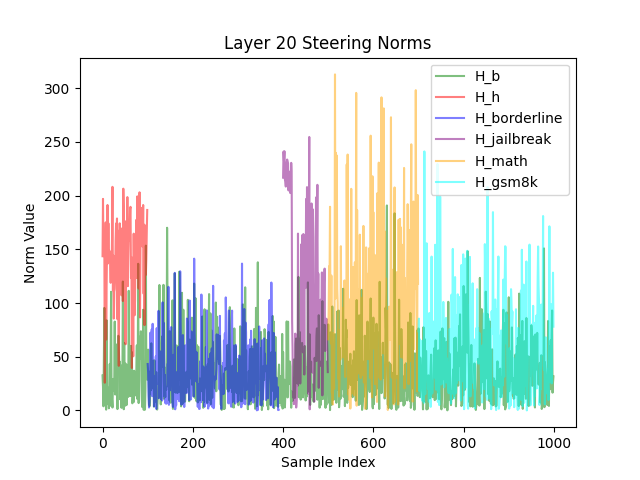 Layer 20 Steering Norms
Norm Value
300
250
200
150
100
50
0
H_b
H_h
H_borderline
H_jailbreak
H_math
H_gsm8k
0
200
400
600
800
1000
Sample Index